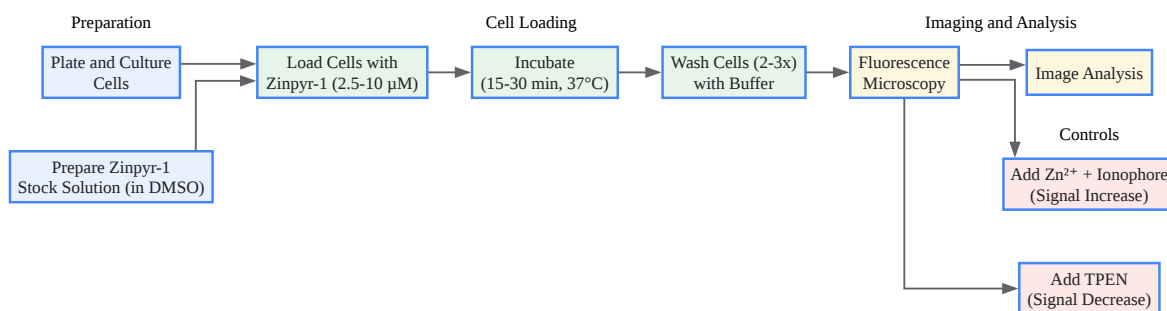 Preparation
Cell Loading
Imaging and Analysis
Plate and Culture
Cells
Load Cells with
Zinpyr-1 (2.5-10 µM)
Incubate
(15-30 min, 37°C)
Wash Cells (2-3x)
with Buffer
Fluorescence
Microscopy
Image Analysis
Prepare Zinpyr-1
Stock Solution (in DMSO)
Controls
Add Zn²⁺ + Ionophore
(Signal Increase)
Add TPEN
(Signal Decrease)